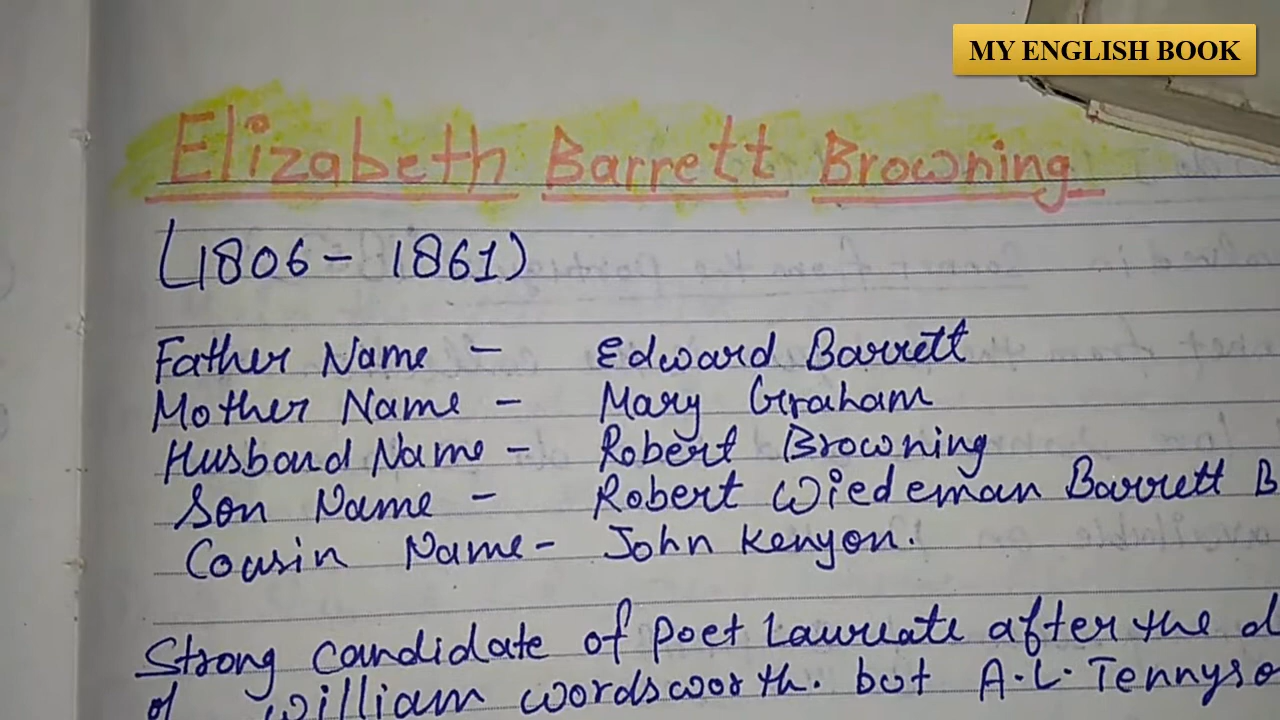 MY ENGLISH BOOK
Elizabeth Barrett Browning
(1806 - 1861)
Father Name - Edward Barrett
Mother Name - Mary Graham
Husband Name - Robert Browning
Son Name - Robert Wiedeman Barrett B
Cousin Name - John Kenyon.
Strong candidate of Poet Laureate after the d
of William wordsworth. but A.L. Tennyso